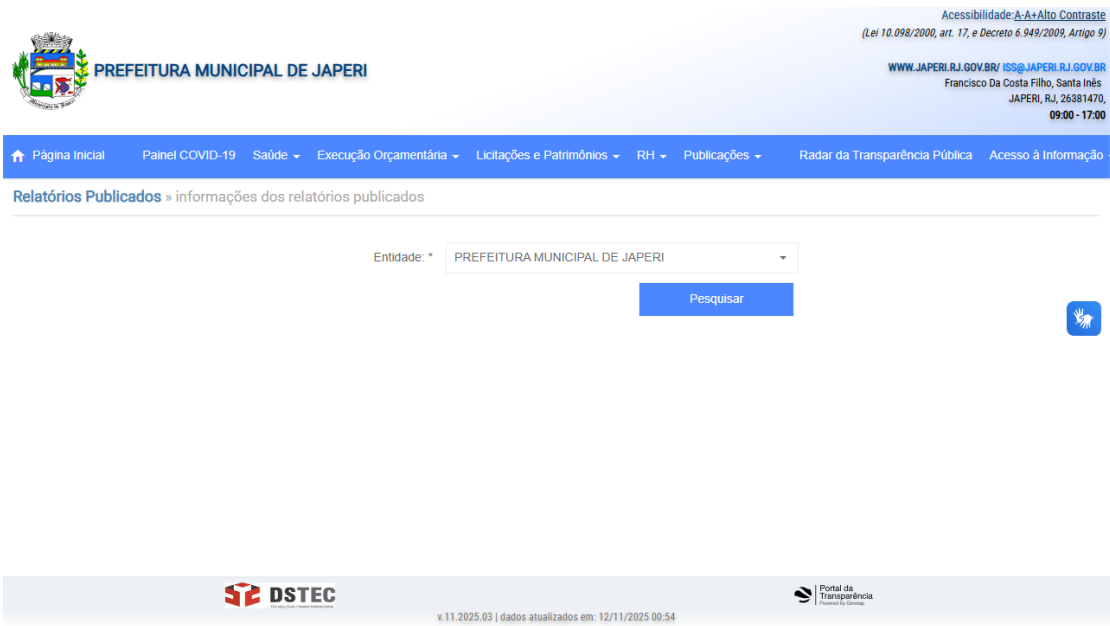 Acessibilidade:A-A+Alto Contraste
(Lei 10.098/2000, art. 17, e Decreto 6.949/2009, Artigo 9)
PREFEITURA MUNICIPAL DE JAPERI
WWW.JAPERI.RJ.GOV.BR/ ISS@JAPERI.RJ.GOV.BR
Francisco Da Costa Filho, Santa Inês
JAPERI, RJ, 26381470,
09:00 - 17:00
Página Inicial Painel COVID-19 Saúde Execução Orçamentária Licitações e Patrimônios RH Publicações Radar da Transparência Pública Acesso à Informação
Relatórios Publicados » informações dos relatórios publicados
Entidade: * PREFEITURA MUNICIPAL DE JAPERI
Pesquisar
DSTEC
Portal da
Transparência
v.11.2025.03 | dados atualizados em: 12/11/2025 00:54